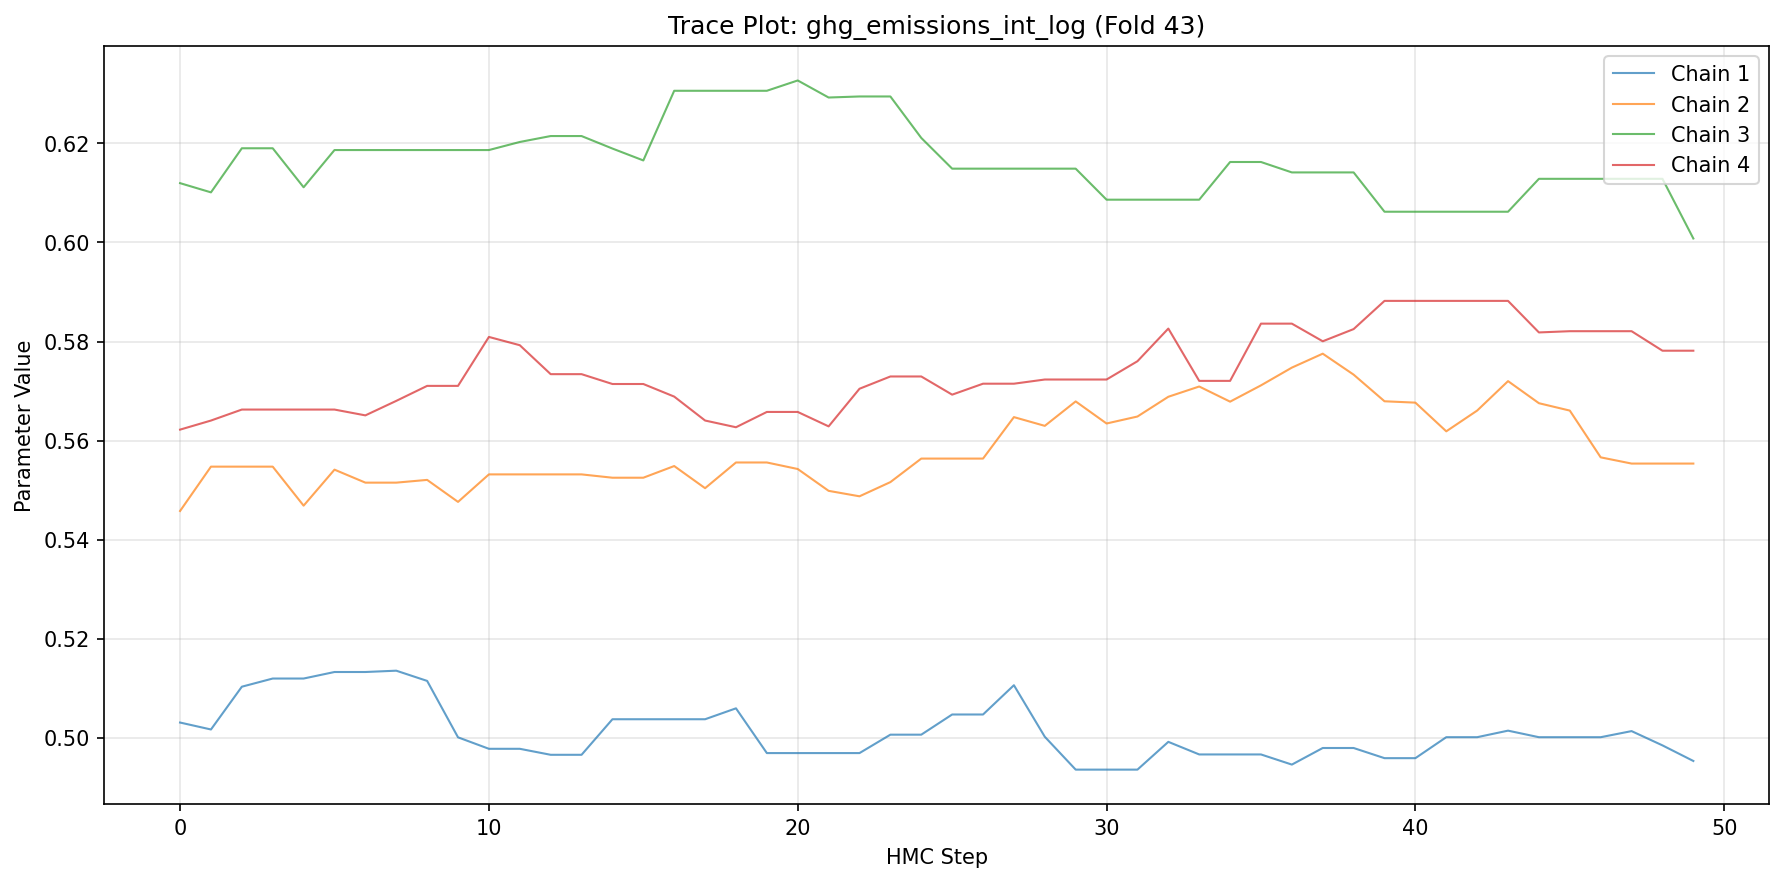 Trace Plot: ghg_emissions_int_log (Fold 43)
Chain 1
Chain 2
Chain 3
Chain 4
Parameter Value
0.62
0.60
0.58
0.56
0.54
0.52
0.50
0 10 20 30 40 50
HMC Step